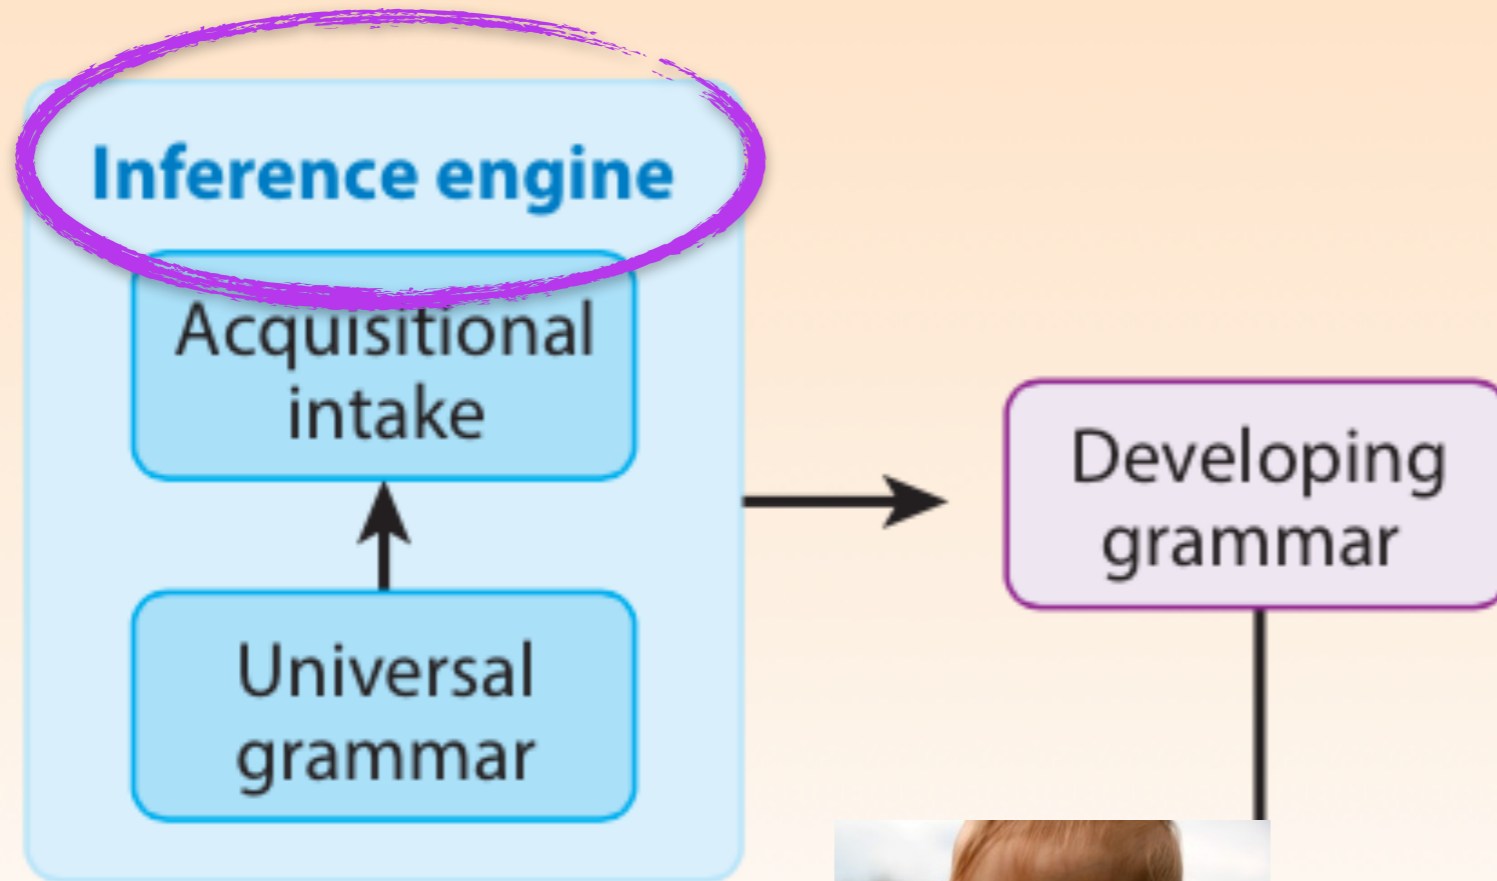 Inference engine
Acquisitional
intake
Universal
grammar
Developing
grammar